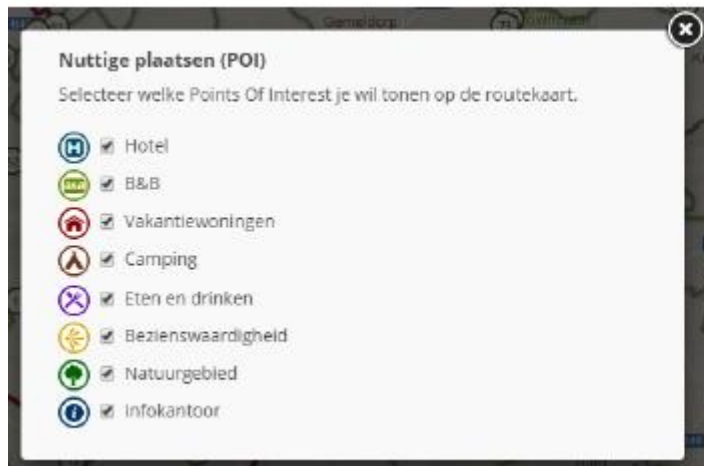 Nuttige plaatsen (POI)
Selecteer welke Points Of Interest je wil tonen op de routekaart.
Hotel
B&B
Vakantiewoningen
Camping
Eten en drinken
Bezienswaardigheid
Natuurgebied
Infokantoor